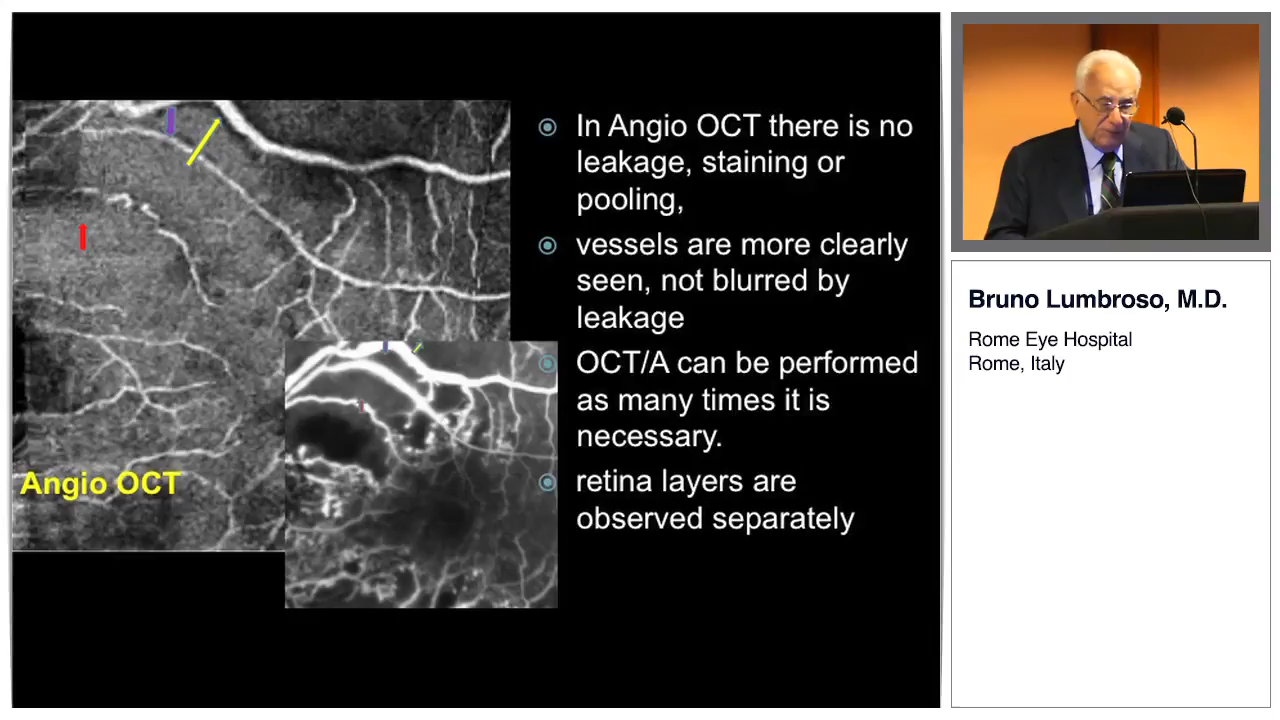 In Angio OCT there is no
leakage, staining or
pooling,
vessels are more clearly
seen, not blurred by
leakage
OCT/A can be performed
as many times it is
necessary.
retina layers are
observed separately
Angio OCT
Bruno Lumbroso, M.D.
Rome Eye Hospital
Rome, Italy